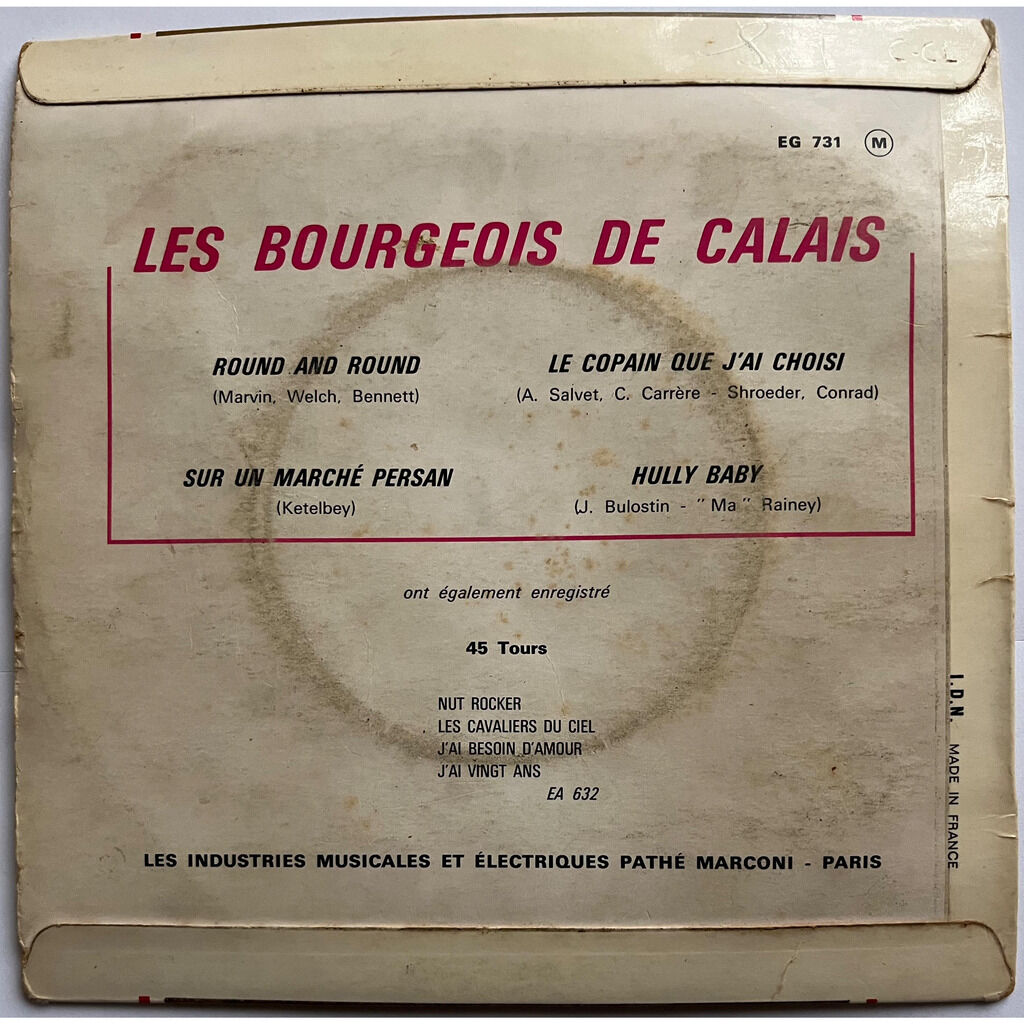 C-CL
EG 731 M
LES BOURGEOIS DE CALAIS
ROUND AND ROUND
(Marvin, Welch, Bennett)
LE COPAIN QUE J'AI CHOISI
(A. Salvet, C. Carrère - Shroeder, Conrad)
SUR UN MARCHÉ PERSAN
(Ketelbey)
HULLY BABY
(J. Bulostin - "Ma" Rainey)
ont également enregistré
45 Tours
NUT ROCKER
LES CAVALIERS DU CIEL
J'AI BESOIN D'AMOUR
J'AI VINGT ANS
EA 632
I.D.N. MADE IN FRANCE
LES INDUSTRIES MUSICALES ET ÉLECTRIQUES PATHÉ MARCONI - PARIS